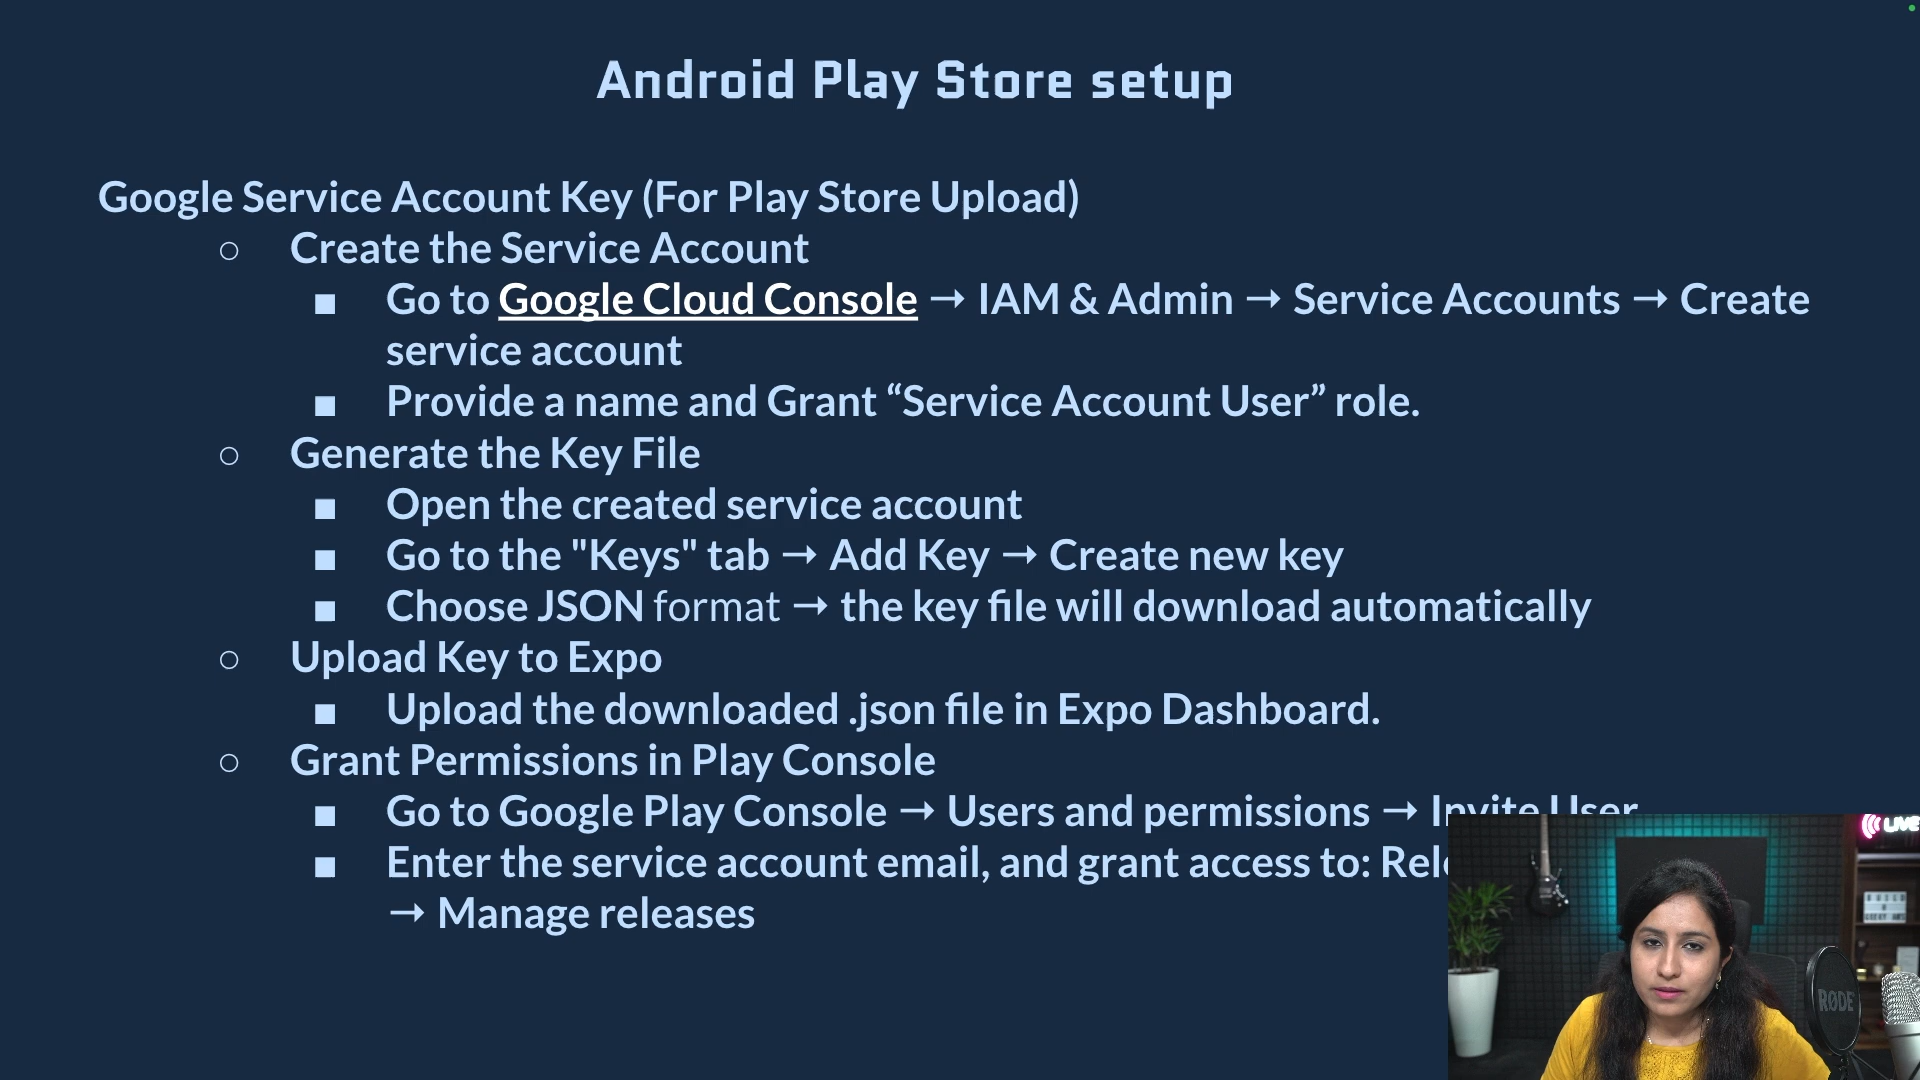 Android Play Store setup
Google Service Account Key (For Play Store Upload)
○ Create the Service Account
■ Go to Google Cloud Console → IAM & Admin → Service Accounts → Create
service account
■ Provide a name and Grant “Service Account User” role.
○ Generate the Key File
■ Open the created service account
■ Go to the "Keys" tab → Add Key → Create new key
■ Choose JSON format → the key file will download automatically
○ Upload Key to Expo
■ Upload the downloaded .json file in Expo Dashboard.
○ Grant Permissions in Play Console
■ Go to Google Play Console → Users and permissions → Invite User
■ Enter the service account email, and grant access to:
→ Manage releases
LIVE
RØDE